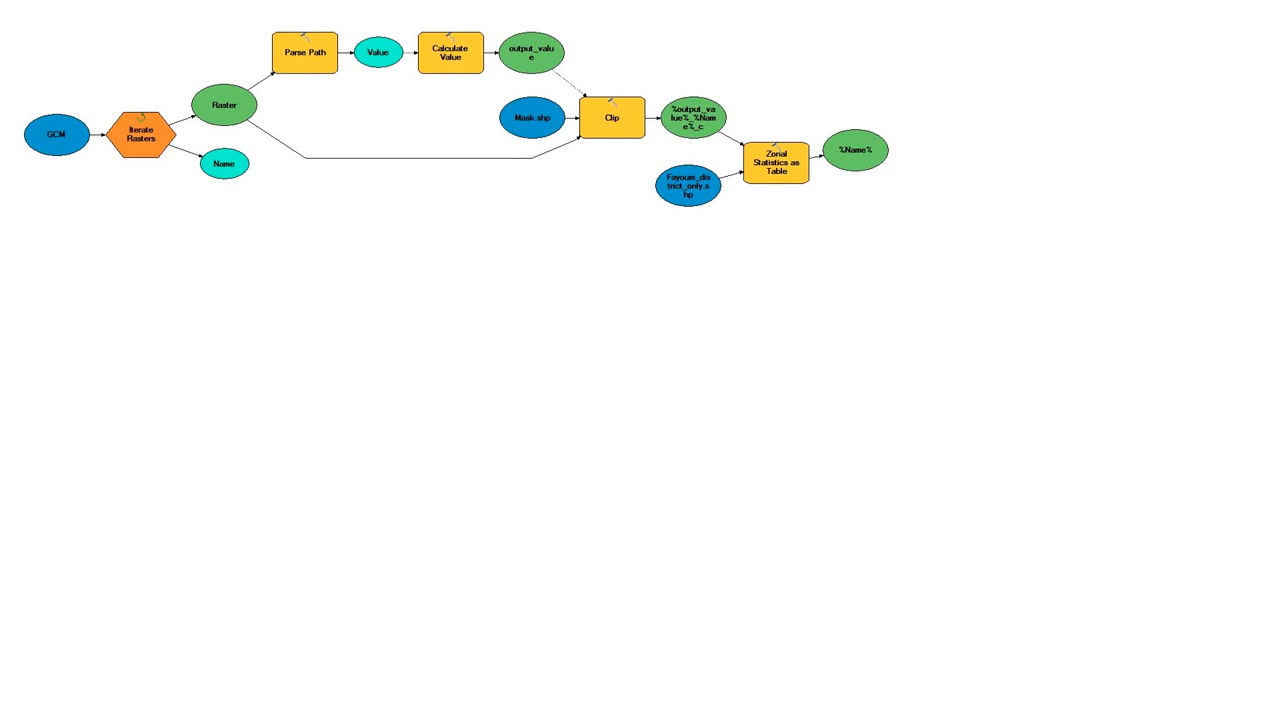 Parse Path
Value
Calculate
Value
output_valu
e
Raster
GCM
Iterate
Rasters
Name
Mask.shp
Clip
%output_va
lue%_%Nam
e%_c
Zonal
Statistics as
Table
%Name%
Fayoum_dis
trict_only.s
hp